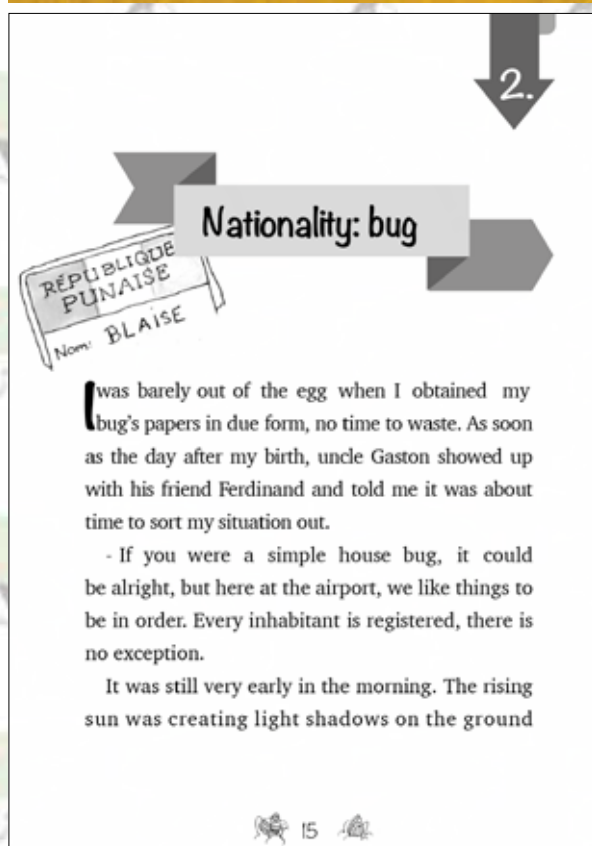 2.
Nationality: bug
RÉPUBLIQUE
PUNAISE
Nom: BLAISE
I was barely out of the egg when I obtained my
bug's papers in due form, no time to waste. As soon
as the day after my birth, uncle Gaston showed up
with his friend Ferdinand and told me it was about
time to sort my situation out.
- If you were a simple house bug, it could
be alright, but here at the airport, we like things to
be in order. Every inhabitant is registered, there is
no exception.
It was still very early in the morning. The rising
sun was creating light shadows on the ground
15